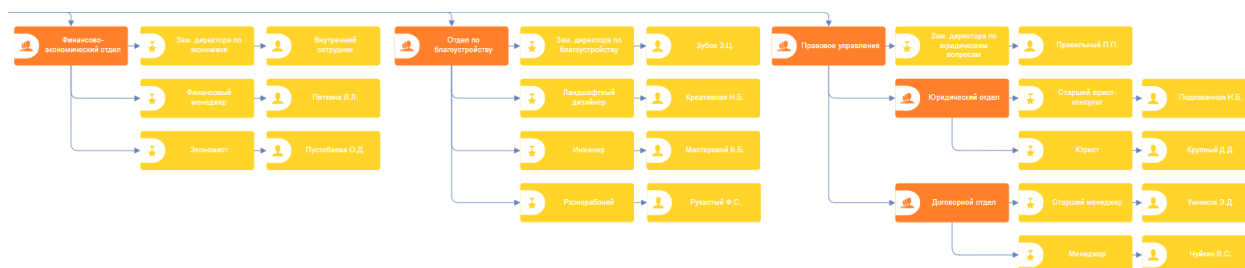 Финансово-
экономический отдел
Зам. директора по
экономике
Внутренний
сотрудник
Отдел по
благоустройству
Зам. директора по
благоустройству
Зубов З.Ц.
Правовое управление
Зам. директора по
юридическим
вопросам
Правильный П.П.
Финансовый
менеджер
Пяткина Л.Л.
Ландшафтный
дизайнер
Креативная Н.Б.
Юридический отдел
Старший юрист-
консульт
Подкованная Н.Б.
Экономист
Пустобаева О.Д.
Инженер
Мастеровой Б.Б.
Юрист
Крупный Д.Д.
Разнорабочий
Рукастый Ф.С.
Договорной отдел
Старший менеджер
Умников Э.Д.
Менеджер
Чуйкин В.С.